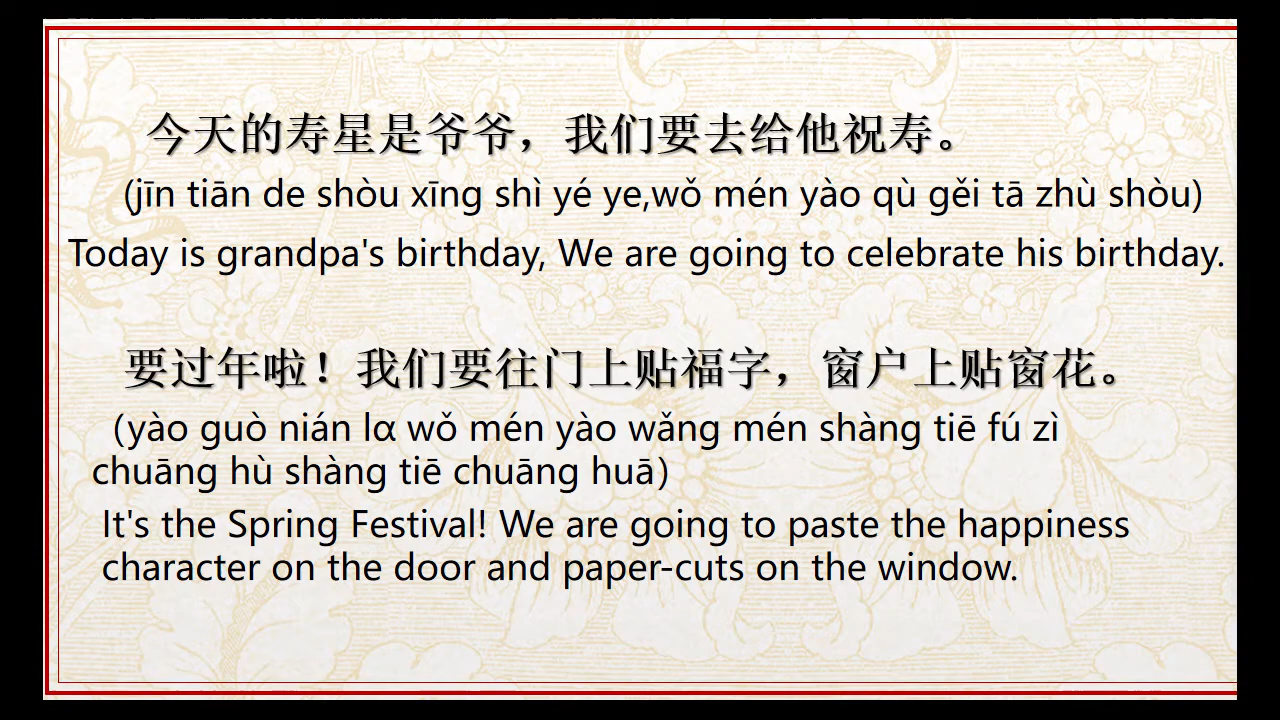 今天的寿星是爷爷，我们要去给他祝寿。
(jīn tiān de shòu xīng shì yé ye,wǒ mén yào qù gěi tā zhù shòu)
Today is grandpa's birthday, We are going to celebrate his birthday.
要过年啦！我们要往门上贴福字，窗户上贴窗花。
（yào guò nián lɑ wǒ mén yào wǎng mén shàng tiē fú zì
chuāng hù shàng tiē chuāng huā）
It's the Spring Festival! We are going to paste the happiness
character on the door and paper-cuts on the window.